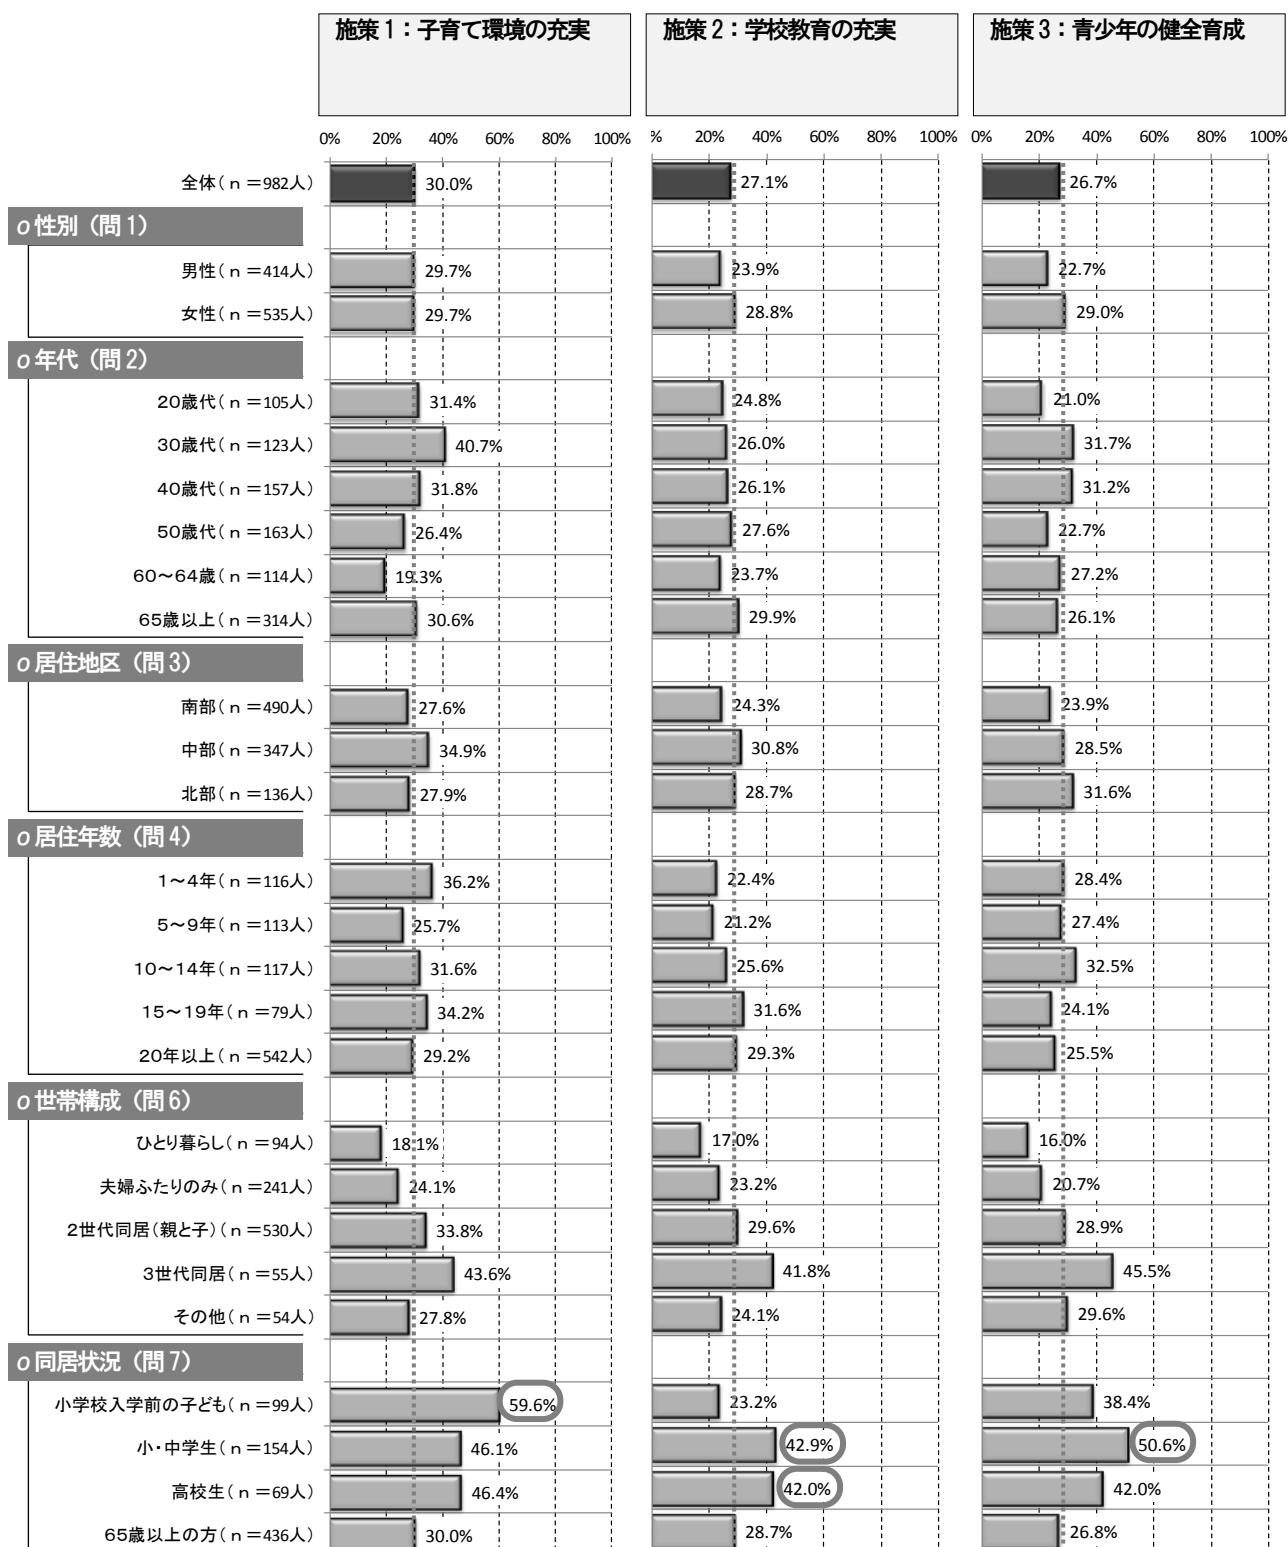 施策1：子育て環境の充実 施策2：学校教育の充実 施策3：青少年の健全育成
0% 20% 40% 60% 80% 100% % 20% 40% 60% 80% 100% 0% 20% 40% 60% 80% 100%
全体(ｎ=982人) 30.0% 27.1% 26.7%
o 性別（問1）
男性(ｎ=414人) 29.7% 23.9% 22.7%
女性(ｎ=535人) 29.7% 28.8% 29.0%
o 年代（問2）
20歳代(ｎ=105人) 31.4% 24.8% 21.0%
30歳代(ｎ=123人) 40.7% 26.0% 31.7%
40歳代(ｎ=157人) 31.8% 26.1% 31.2%
50歳代(ｎ=163人) 26.4% 27.6% 22.7%
60～64歳(ｎ=114人) 19.3% 23.7% 27.2%
65歳以上(ｎ=314人) 30.6% 29.9% 26.1%
o 居住地区（問3）
南部(ｎ=490人) 27.6% 24.3% 23.9%
中部(ｎ=347人) 34.9% 30.8% 28.5%
北部(ｎ=136人) 27.9% 28.7% 31.6%
o 居住年数（問4）
1～4年(ｎ=116人) 36.2% 22.4% 28.4%
5～9年(ｎ=113人) 25.7% 21.2% 27.4%
10～14年(ｎ=117人) 31.6% 25.6% 32.5%
15～19年(ｎ=79人) 34.2% 31.6% 24.1%
20年以上(ｎ=542人) 29.2% 29.3% 25.5%
o 世帯構成（問6）
ひとり暮らし(ｎ=94人) 18.1% 17.0% 16.0%
夫婦ふたりのみ(ｎ=241人) 24.1% 23.2% 20.7%
2世代同居(親と子)(ｎ=530人) 33.8% 29.6% 28.9%
3世代同居(ｎ=55人) 43.6% 41.8% 45.5%
その他(ｎ=54人) 27.8% 24.1% 29.6%
o 同居状況（問7）
小学校入学前の子ども(ｎ=99人) 59.6% 23.2% 38.4%
小・中学生(ｎ=154人) 46.1% 42.9% 50.6%
高校生(ｎ=69人) 46.4% 42.0% 42.0%
65歳以上の方(ｎ=436人) 30.0% 28.7% 26.8%